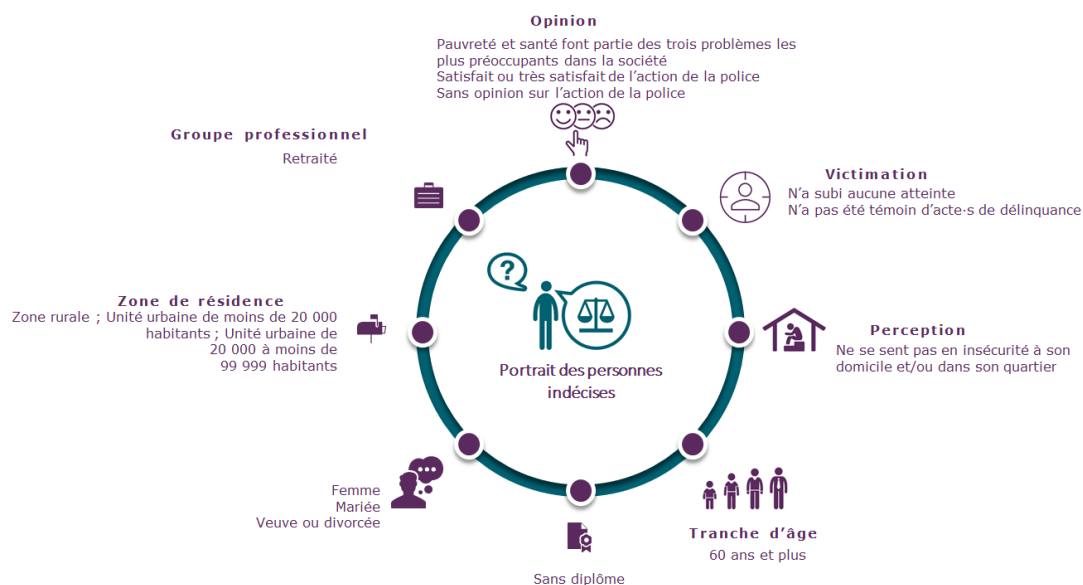 Opinion
Pauvreté et santé font partie des trois problèmes les
plus préoccupants dans la société
Satisfait ou très satisfait de l’action de la police
Sans opinion sur l’action de la police
Groupe professionnel
Retraité
Victimation
N’a subi aucune atteinte
N’a pas été témoin d’acte·s de délinquance
Zone de résidence
Zone rurale ; Unité urbaine de moins de 20 000
habitants ; Unité urbaine de
20 000 à moins de
99 999 habitants
?
Portrait des personnes
indécises
Perception
Ne se sent pas en insécurité à son
domicile et/ou dans son quartier
Femme
Mariée
Veuve ou divorcée
Sans diplôme
Tranche d’âge
60 ans et plus